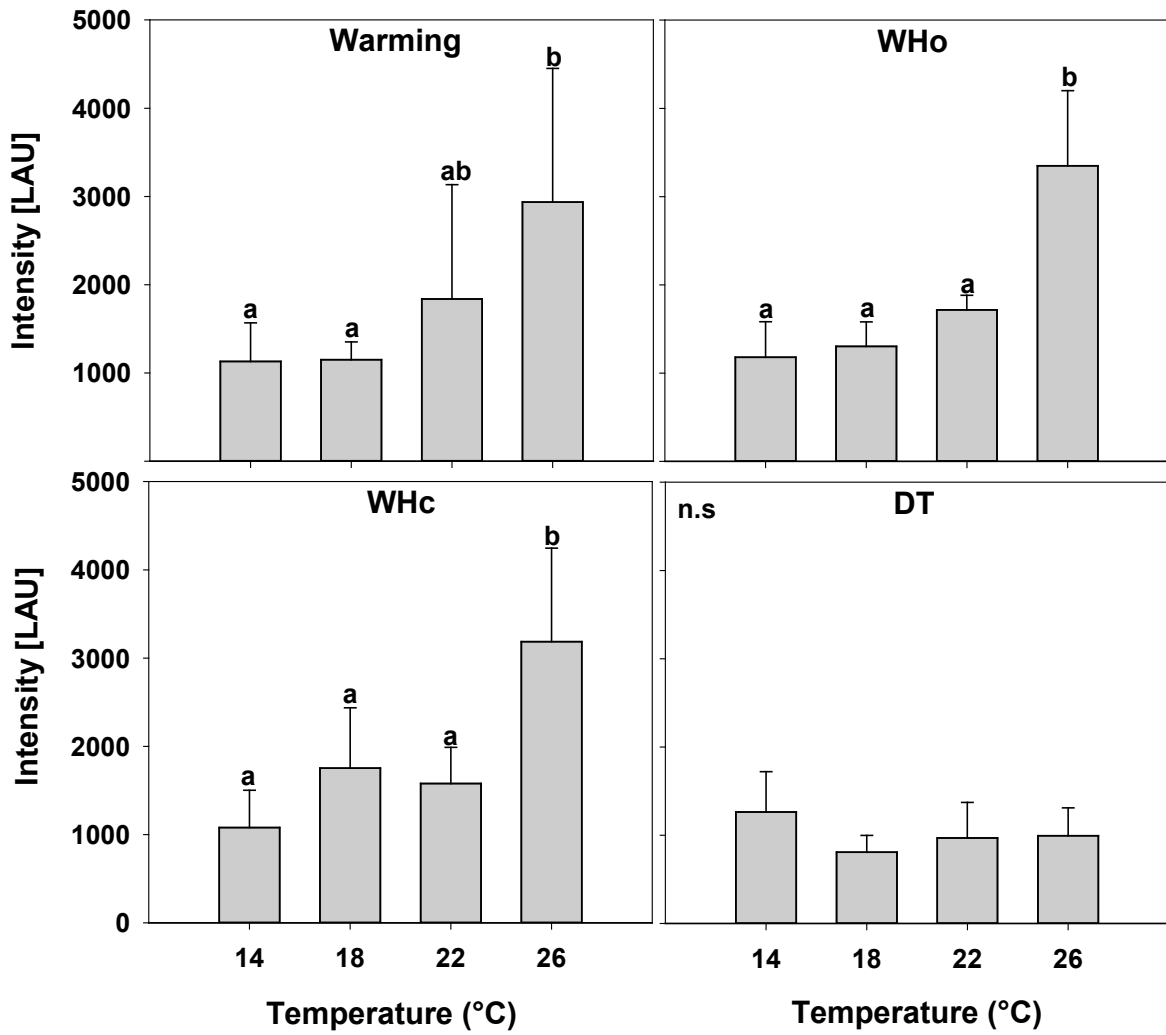 5000
Warming
WHo
b
b
4000
ab
3000
2000
a
a
a
a
a
1000
Intensity [LAU]
5000
WHc
n.s
DT
b
4000
3000
a
a
2000
a
1000
0
Intensity [LAU]
14 18 22 26
14 18 22 26
Temperature (°C)
Temperature (°C)